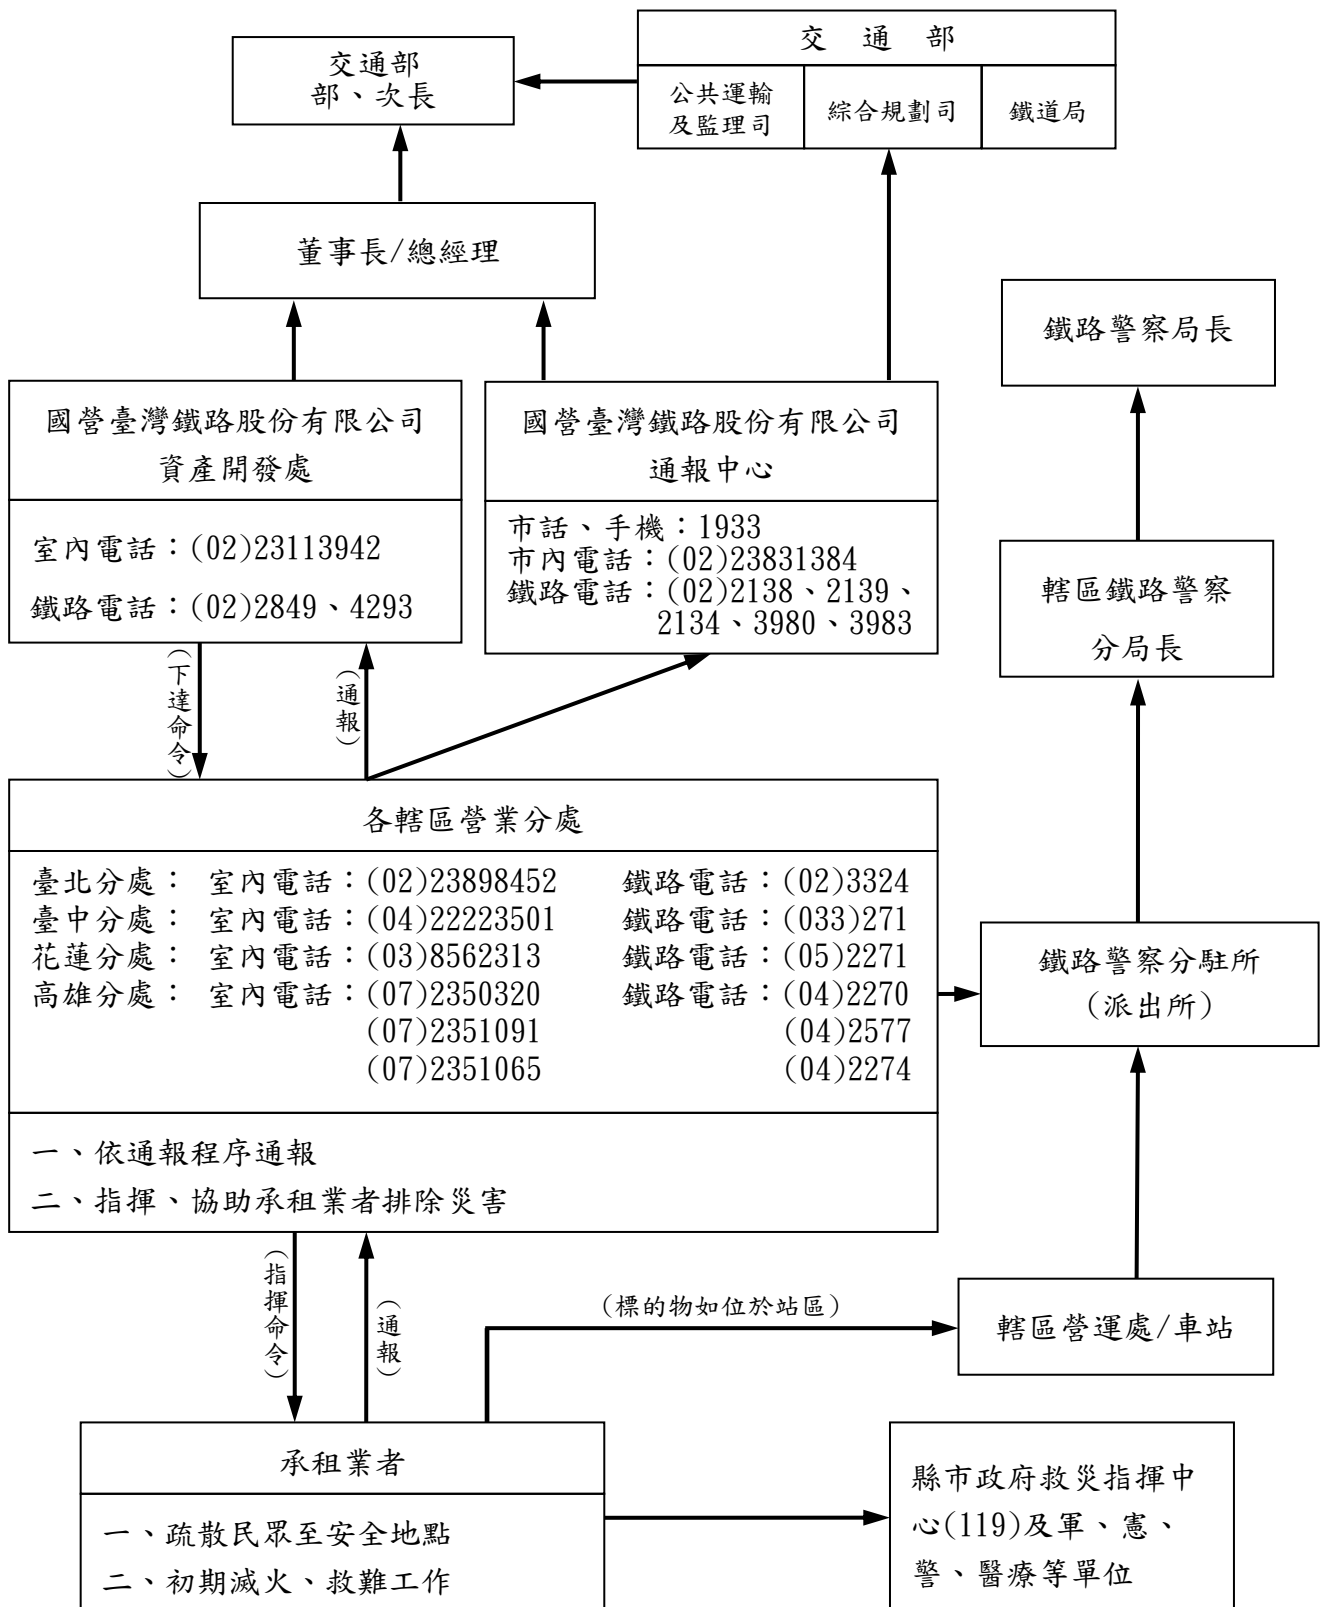 交通部
部、次長
交 通 部
公共運輸
及監理司
綜合規劃司
鐵道局
董事長/總經理
鐵路警察局長
國營臺灣鐵路股份有限公司
資產開發處
室內電話：(02)23113942
鐵路電話：(02)2849、4293
國營臺灣鐵路股份有限公司
通報中心
市話、手機：1933
市內電話：(02)23831384
鐵路電話：(02)2138、2139、
2134、3980、3983
轄區鐵路警察
分局長
(下達命令)
(通報)
各轄區營業分處
臺北分處： 室內電話：(02)23898452 鐵路電話：(02)3324
臺中分處： 室內電話：(04)22223501 鐵路電話：(033)271
花蓮分處： 室內電話：(03)8562313 鐵路電話：(05)2271
高雄分處： 室內電話：(07)2350320 鐵路電話：(04)2270
(07)2351091 (04)2577
(07)2351065 (04)2274
一、依通報程序通報
二、指揮、協助承租業者排除災害
鐵路警察分駐所
(派出所)
(指揮命令)
(通報)
(標的物如位於站區)
轄區營運處/車站
承租業者
一、疏散民眾至安全地點
二、初期滅火、救難工作
縣市政府救災指揮中
心(119)及軍、憲、
警、醫療等單位